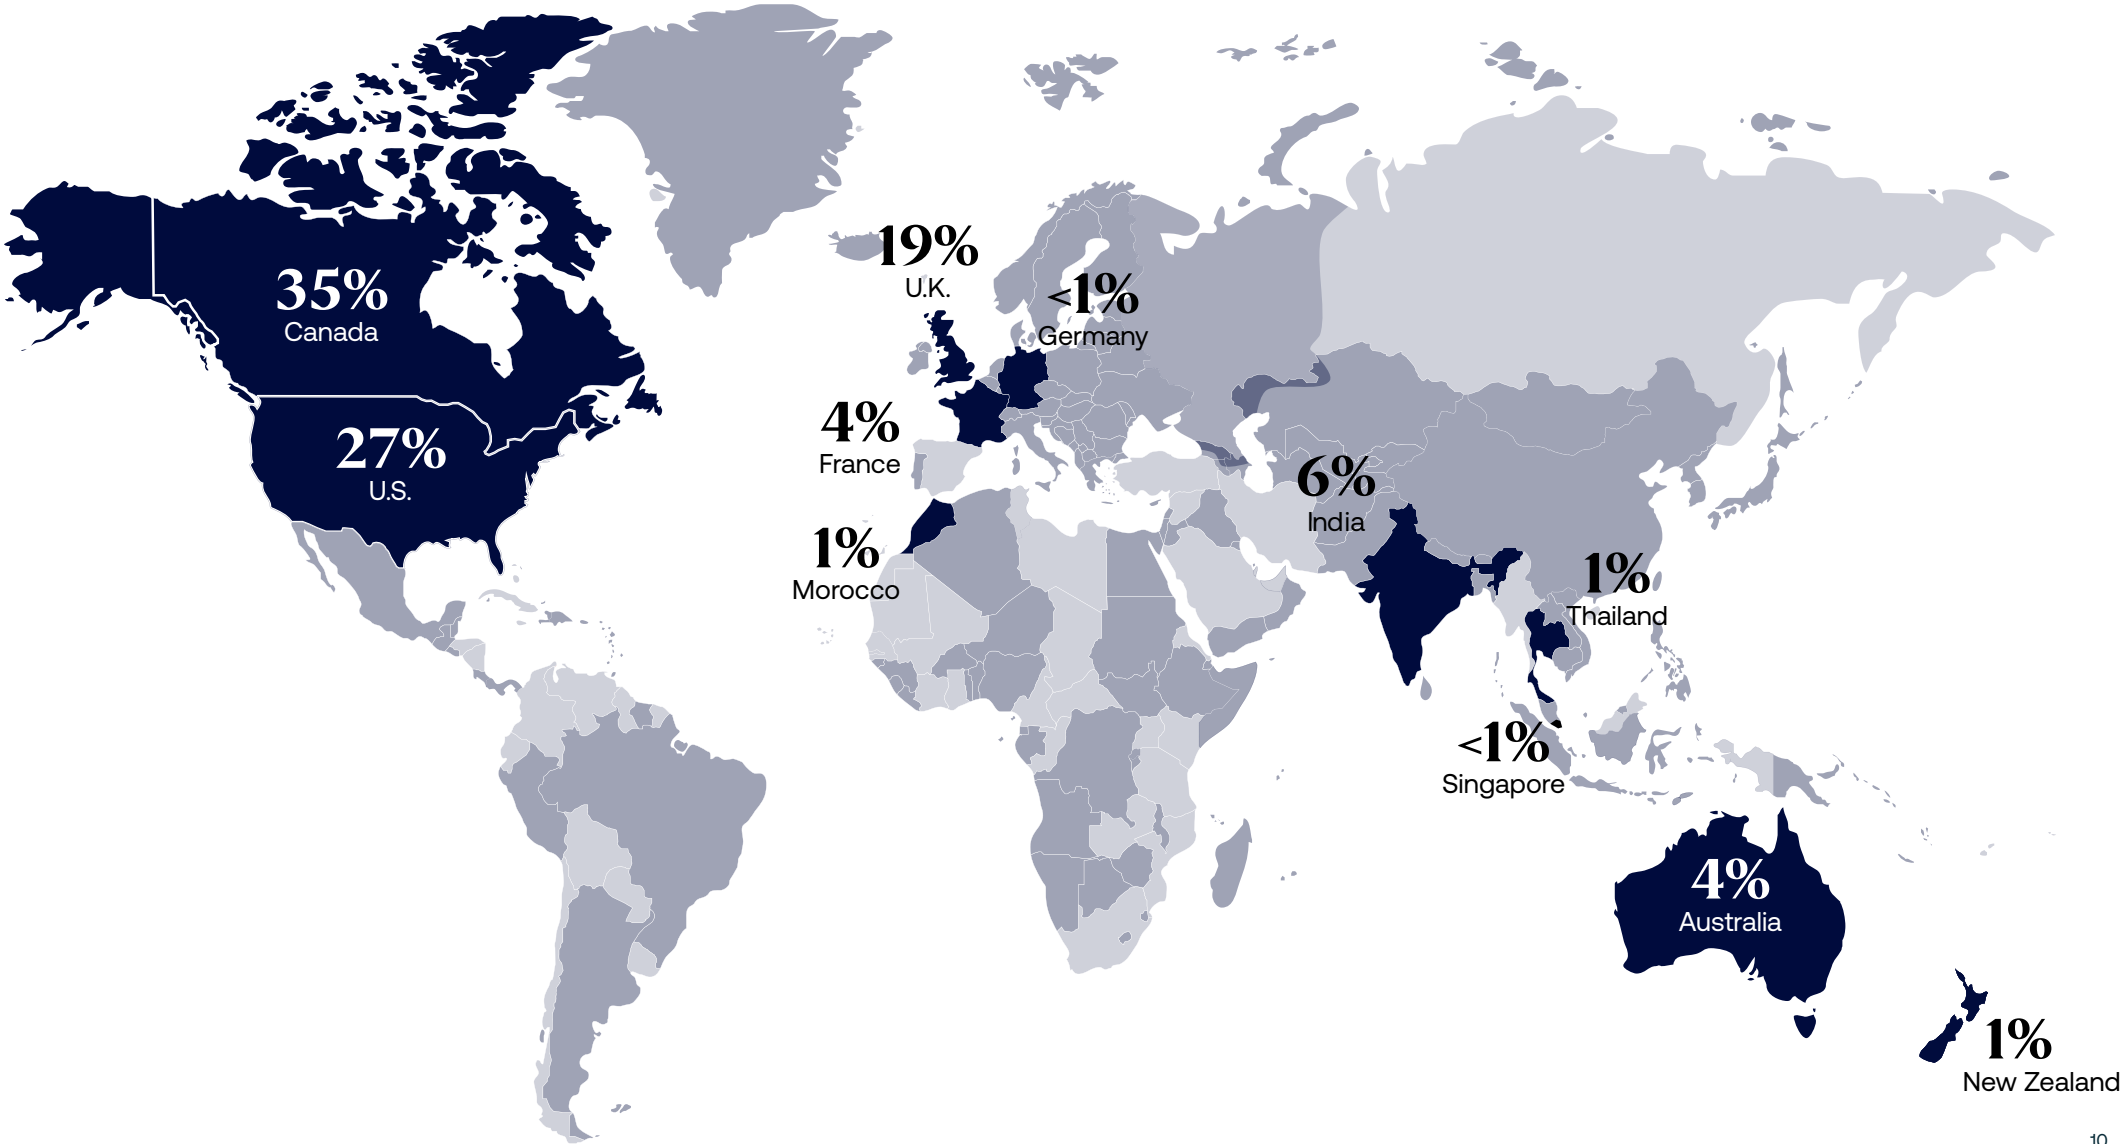 19%
U.K.
35%
Canada
<1%
Germany
4%
France
27%
U.S.
6%
India
1%
Morocco
1%
Thailand
<1%
Singapore
4%
Australia
1%
New Zealand
10